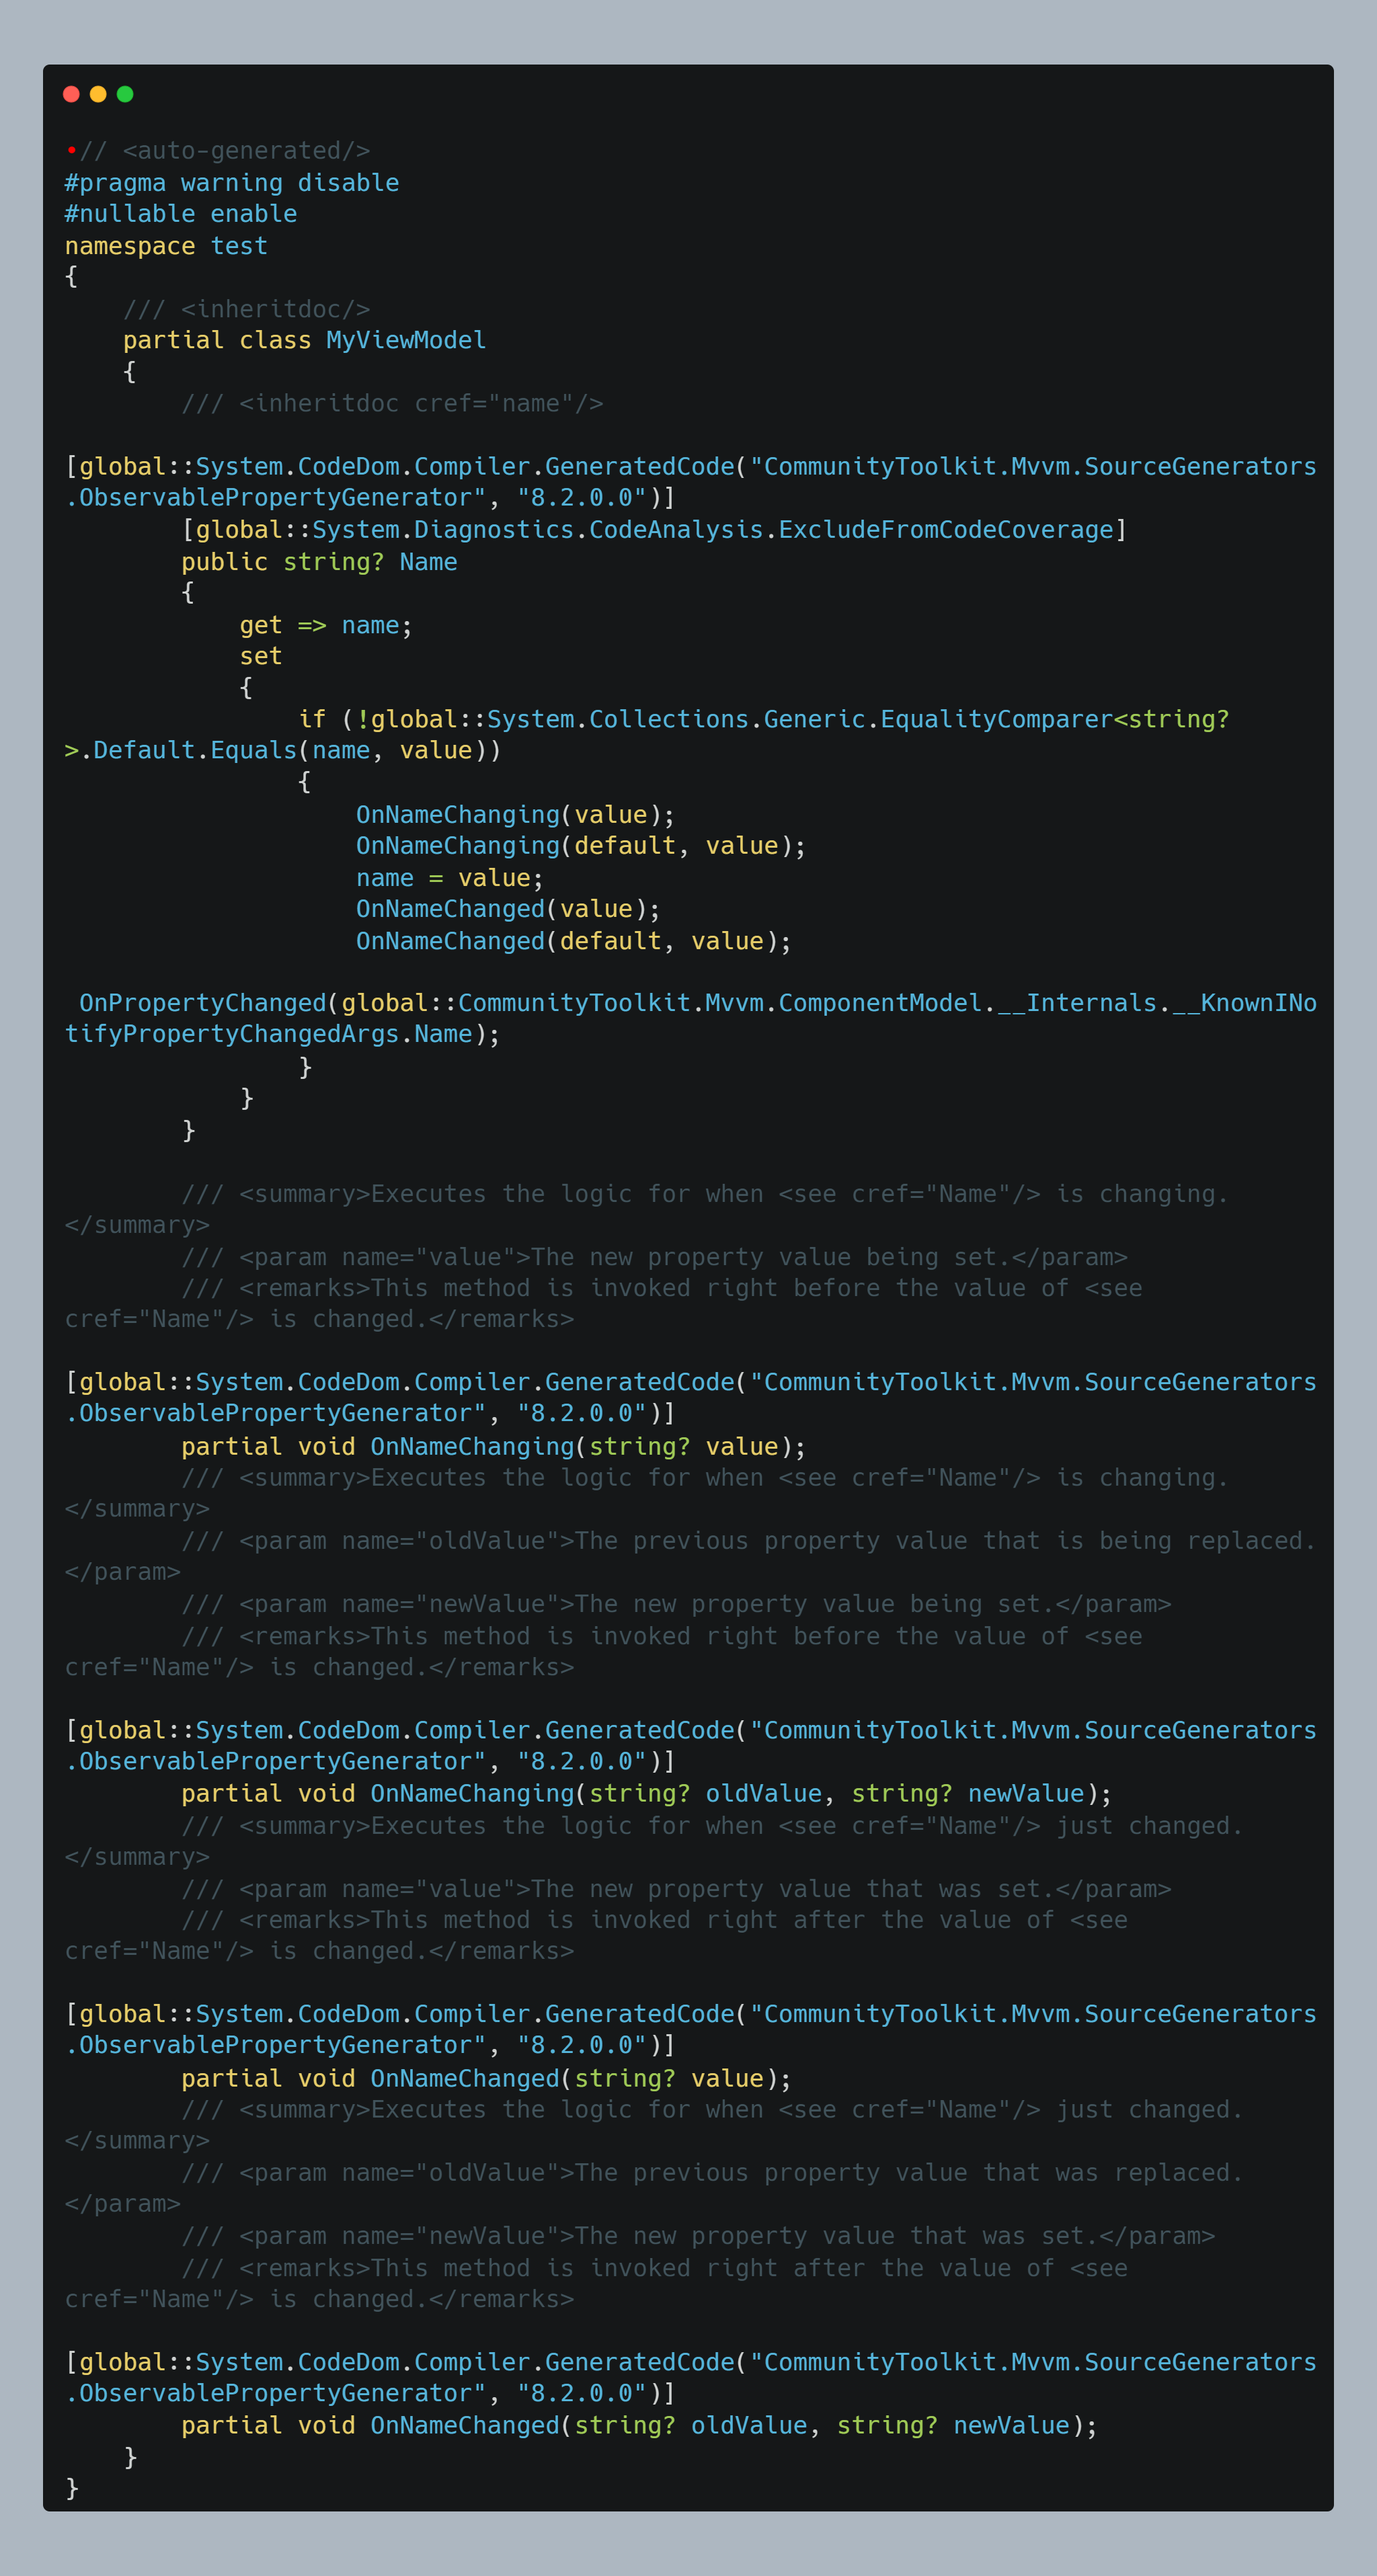 •// <auto-generated/>
#pragma warning disable
#nullable enable
namespace test
{
    /// <inheritdoc/>
    partial class MyViewModel
    {
        /// <inheritdoc cref="name"/>

[global::System.CodeDom.Compiler.GeneratedCode("CommunityToolkit.Mvvm.SourceGenerators
.ObservablePropertyGenerator", "8.2.0.0")]
        [global::System.Diagnostics.CodeAnalysis.ExcludeFromCodeCoverage]
        public string? Name
        {
            get => name;
            set
            {
                if (!global::System.Collections.Generic.EqualityComparer<string?
>.Default.Equals(name, value))
                {
                    OnNameChanging(value);
                    OnNameChanging(default, value);
                    name = value;
                    OnNameChanged(value);
                    OnNameChanged(default, value);

 OnPropertyChanged(global::CommunityToolkit.Mvvm.ComponentModel.__Internals.__KnownINo
tifyPropertyChangedArgs.Name);
                }
            }
        }

        /// <summary>Executes the logic for when <see cref="Name"/> is changing.
</summary>
        /// <param name="value">The new property value being set.</param>
        /// <remarks>This method is invoked right before the value of <see
cref="Name"/> is changed.</remarks>

[global::System.CodeDom.Compiler.GeneratedCode("CommunityToolkit.Mvvm.SourceGenerators
.ObservablePropertyGenerator", "8.2.0.0")]
        partial void OnNameChanging(string? value);
        /// <summary>Executes the logic for when <see cref="Name"/> is changing.
</summary>
        /// <param name="oldValue">The previous property value that is being replaced.
</param>
        /// <param name="newValue">The new property value being set.</param>
        /// <remarks>This method is invoked right before the value of <see
cref="Name"/> is changed.</remarks>

[global::System.CodeDom.Compiler.GeneratedCode("CommunityToolkit.Mvvm.SourceGenerators
.ObservablePropertyGenerator", "8.2.0.0")]
        partial void OnNameChanging(string? oldValue, string? newValue);
        /// <summary>Executes the logic for when <see cref="Name"/> just changed.
</summary>
        /// <param name="value">The new property value that was set.</param>
        /// <remarks>This method is invoked right after the value of <see
cref="Name"/> is changed.</remarks>

[global::System.CodeDom.Compiler.GeneratedCode("CommunityToolkit.Mvvm.SourceGenerators
.ObservablePropertyGenerator", "8.2.0.0")]
        partial void OnNameChanged(string? value);
        /// <summary>Executes the logic for when <see cref="Name"/> just changed.
</summary>
        /// <param name="oldValue">The previous property value that was replaced.
</param>
        /// <param name="newValue">The new property value that was set.</param>
        /// <remarks>This method is invoked right after the value of <see
cref="Name"/> is changed.</remarks>

[global::System.CodeDom.Compiler.GeneratedCode("CommunityToolkit.Mvvm.SourceGenerators
.ObservablePropertyGenerator", "8.2.0.0")]
        partial void OnNameChanged(string? oldValue, string? newValue);
    }
}